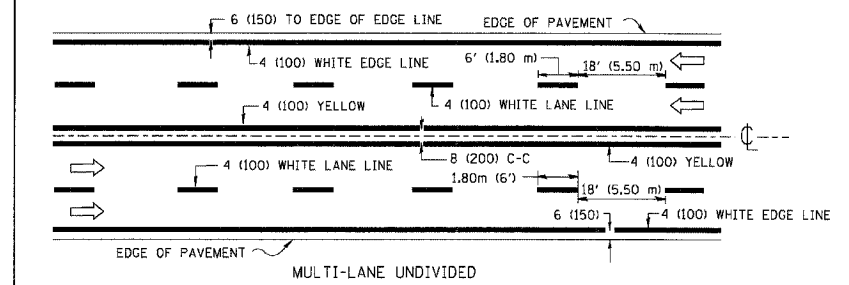 6 (150) TO EDGE OF EDGE LINE
EDGE OF PAVEMENT
4 (100) WHITE EDGE LINE
6' (1.80 m)
18' (5.50 m)
4 (100) YELLOW
4 (100) WHITE LANE LINE
℄
4 (100) WHITE LANE LINE
8 (200) C-C
4 (100) YELLOW
1.80m (6')
18' (5.50 m)
6 (150)
4 (100) WHITE EDGE LINE
EDGE OF PAVEMENT
MULTI-LANE UNDIVIDED